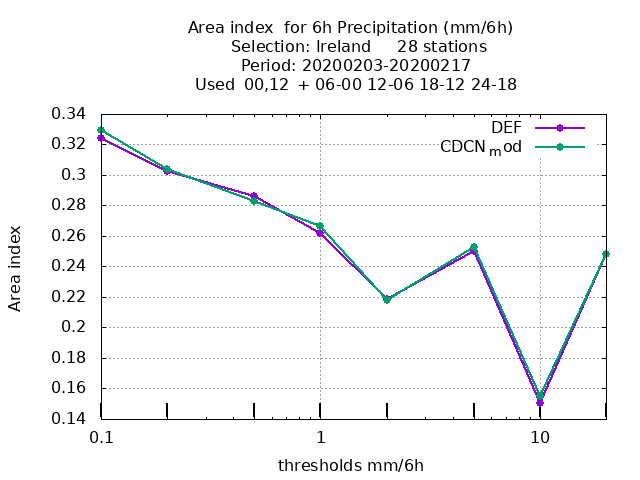 Area index  for 6h Precipitation (mm/6h)
Selection: Ireland     28 stations
Period: 20200203-20200217
Used  00,12  + 06-00 12-06 18-12 24-18
DEF
CDCNmod
0.34
0.32
0.3
0.28
0.26
0.24
0.22
0.2
0.18
0.16
0.14
Area index
0.1
1
10
thresholds mm/6h